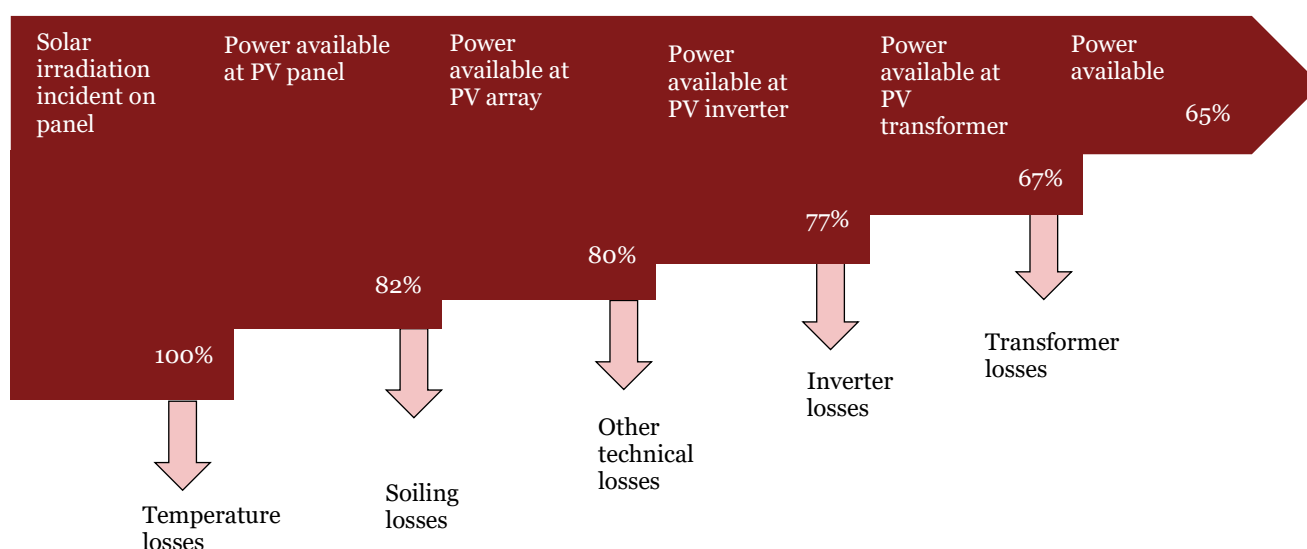 Solar
irradiation
incident on
panel
100%
Power available
at PV panel
82%
Power
available at
PV array
80%
Power
available at
PV inverter
77%
Power
available at
PV
transformer
67%
Power
available
65%
Temperature
losses
Soiling
losses
Other
technical
losses
Inverter
losses
Transformer
losses